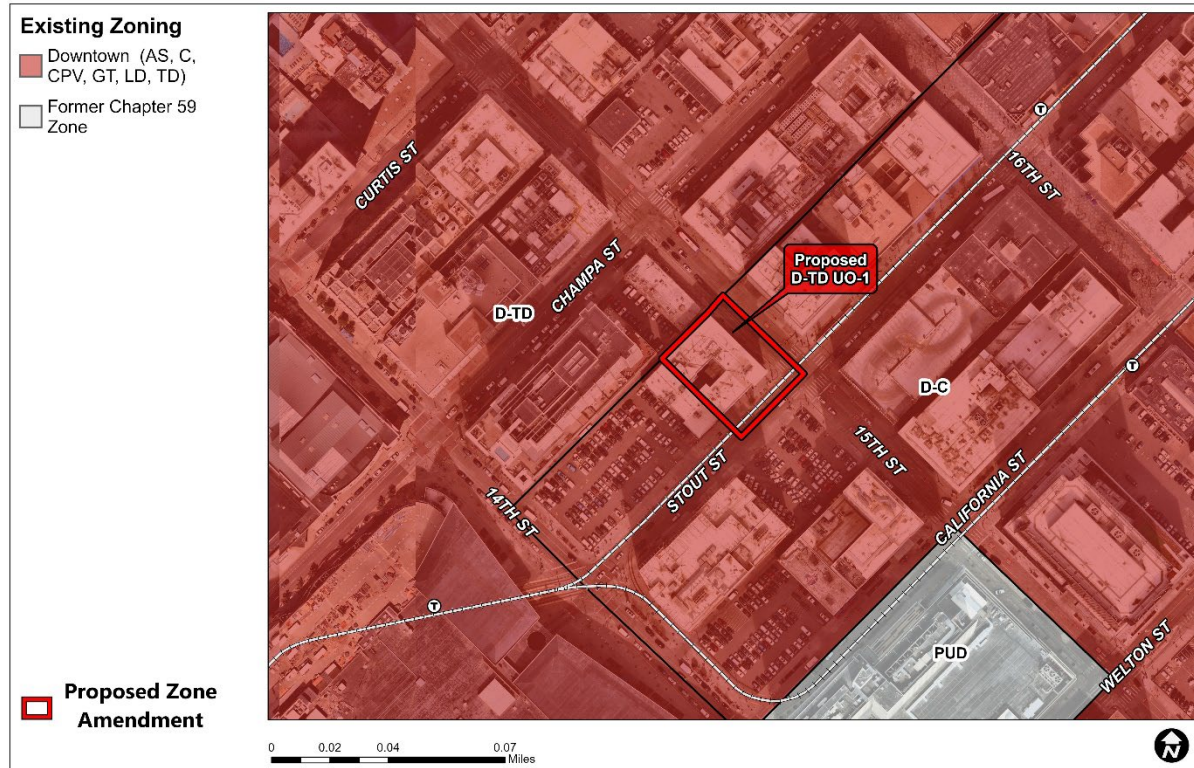 Existing Zoning
Downtown (AS, C,
CPV, GT, LD, TD)
Former Chapter 59
Zone
CURTIS ST
16TH ST
CHAMPA ST
Proposed
D-TD UO-1
D-TD
D-C
15TH ST
STOUT ST
14TH ST
CALIFORNIA ST
PUD
WELTON ST
T
T
T
Proposed Zone
Amendment
0 0.02 0.04 0.07
Miles
N